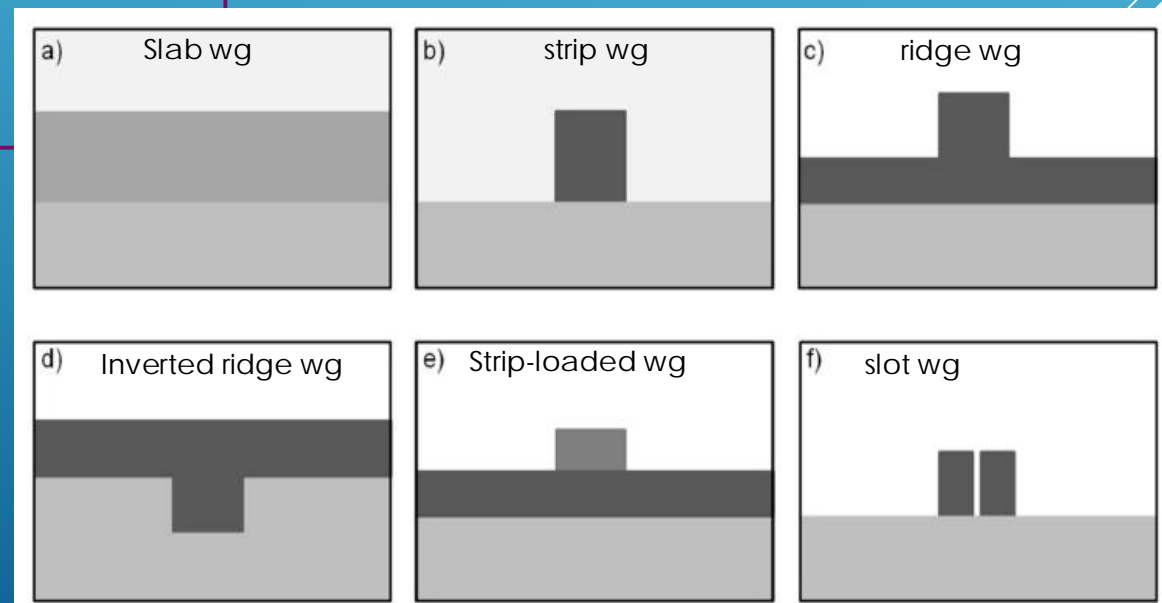 a) Slab wg
b) strip wg
c) ridge wg
d) Inverted ridge wg
e) Strip-loaded wg
f) slot wg